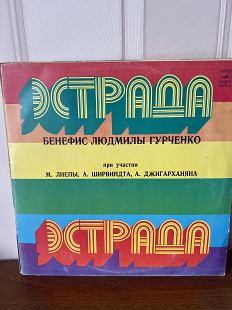 ЭСТРАДА
БЕНЕФИС ЛЮДМИЛЫ ГУРЧЕНКО
при участии
М. ЛИЕПЫ, А. ШИРВИНДТА, А. ДЖИГАРХАНЯНА
ЭСТРАДА